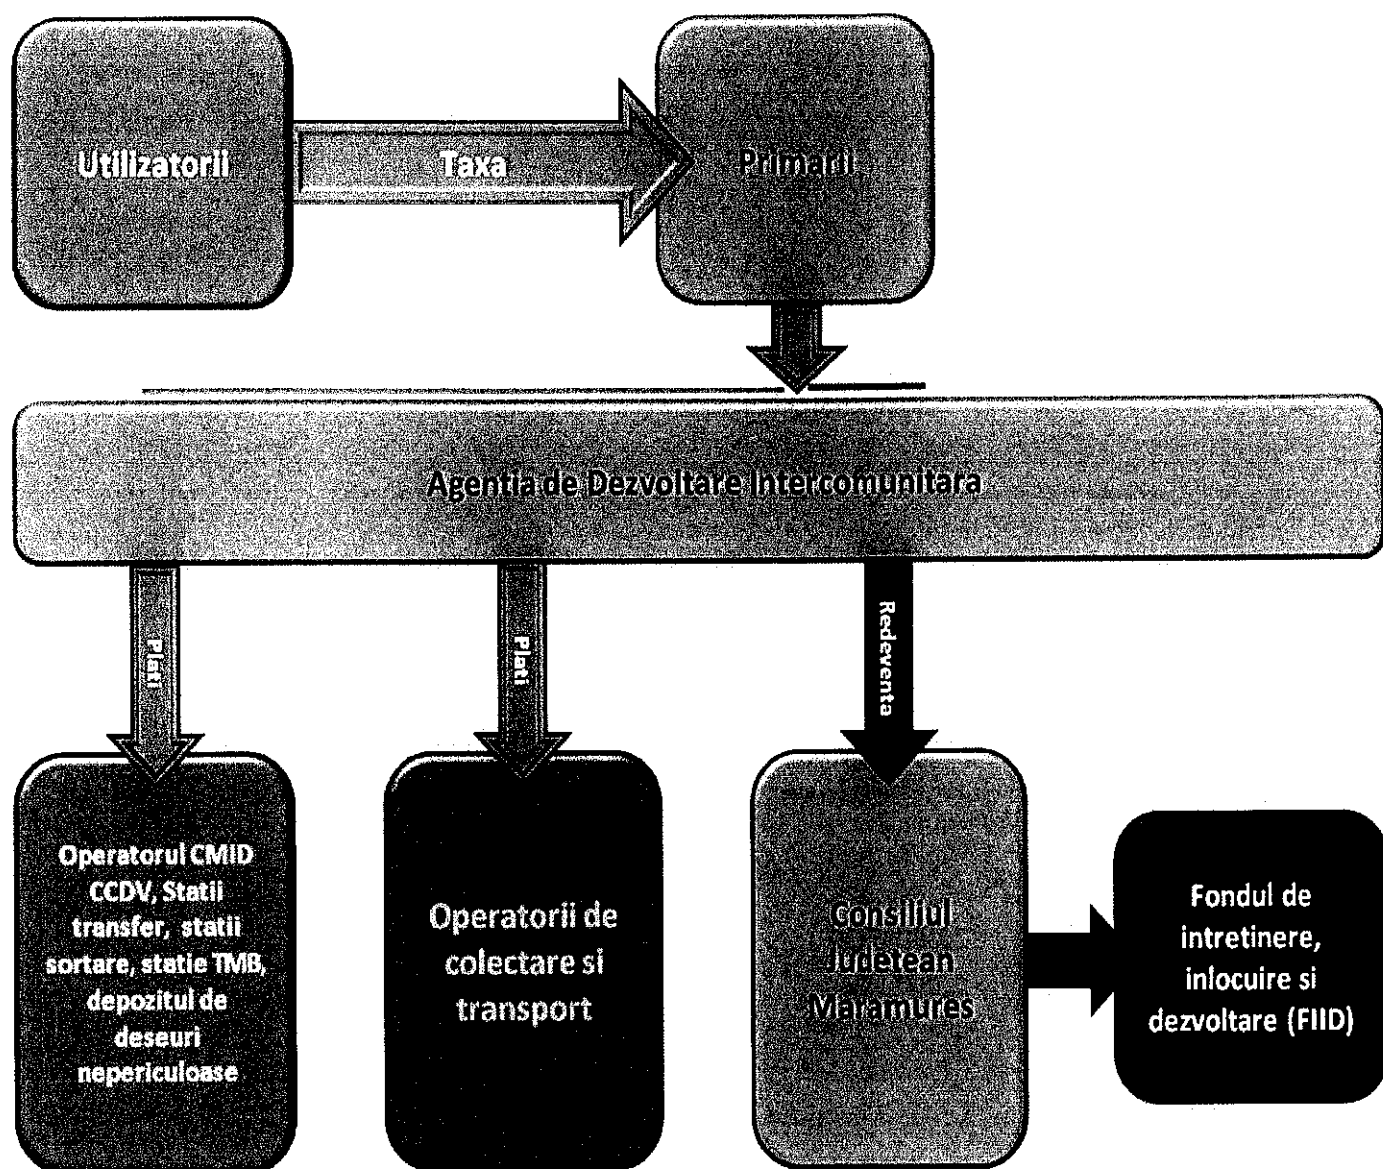 Utilizatorii
Taxa
Primarii
Agentia de Dezvoltare Intercomunitara
Plati
Plati
Redeventa
Operatorul CMID
CCDV, Statii
transfer, statii
sortare, statie TMB,
depozitul de
deseuri
nepericuloase
Operatorii de
colectare si
transport
Consiliul
Judetean
Maramures
Fondul de
intretinere,
inlocuire si
dezvoltare (FIID)